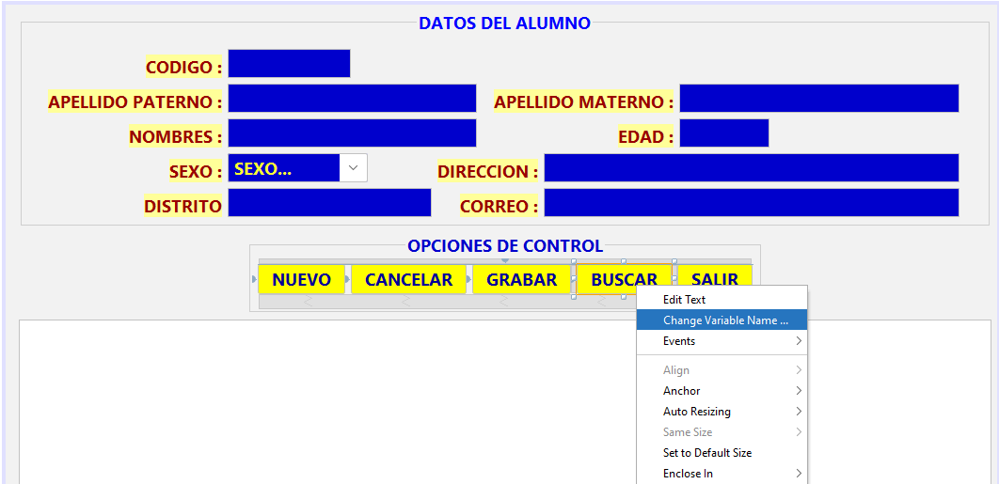 DATOS DEL ALUMNO
CODIGO :
APELLIDO PATERNO : APELLIDO MATERNO :
NOMBRES : EDAD :
SEXO : SEXO... DIRECCION :
DISTRITO CORREO :
OPCIONES DE CONTROL
NUEVO CANCELAR GRABAR BUSCAR SALIR
Edit Text
Change Variable Name ...
Events
Align
Anchor
Auto Resizing
Same Size
Set to Default Size
Enclose In